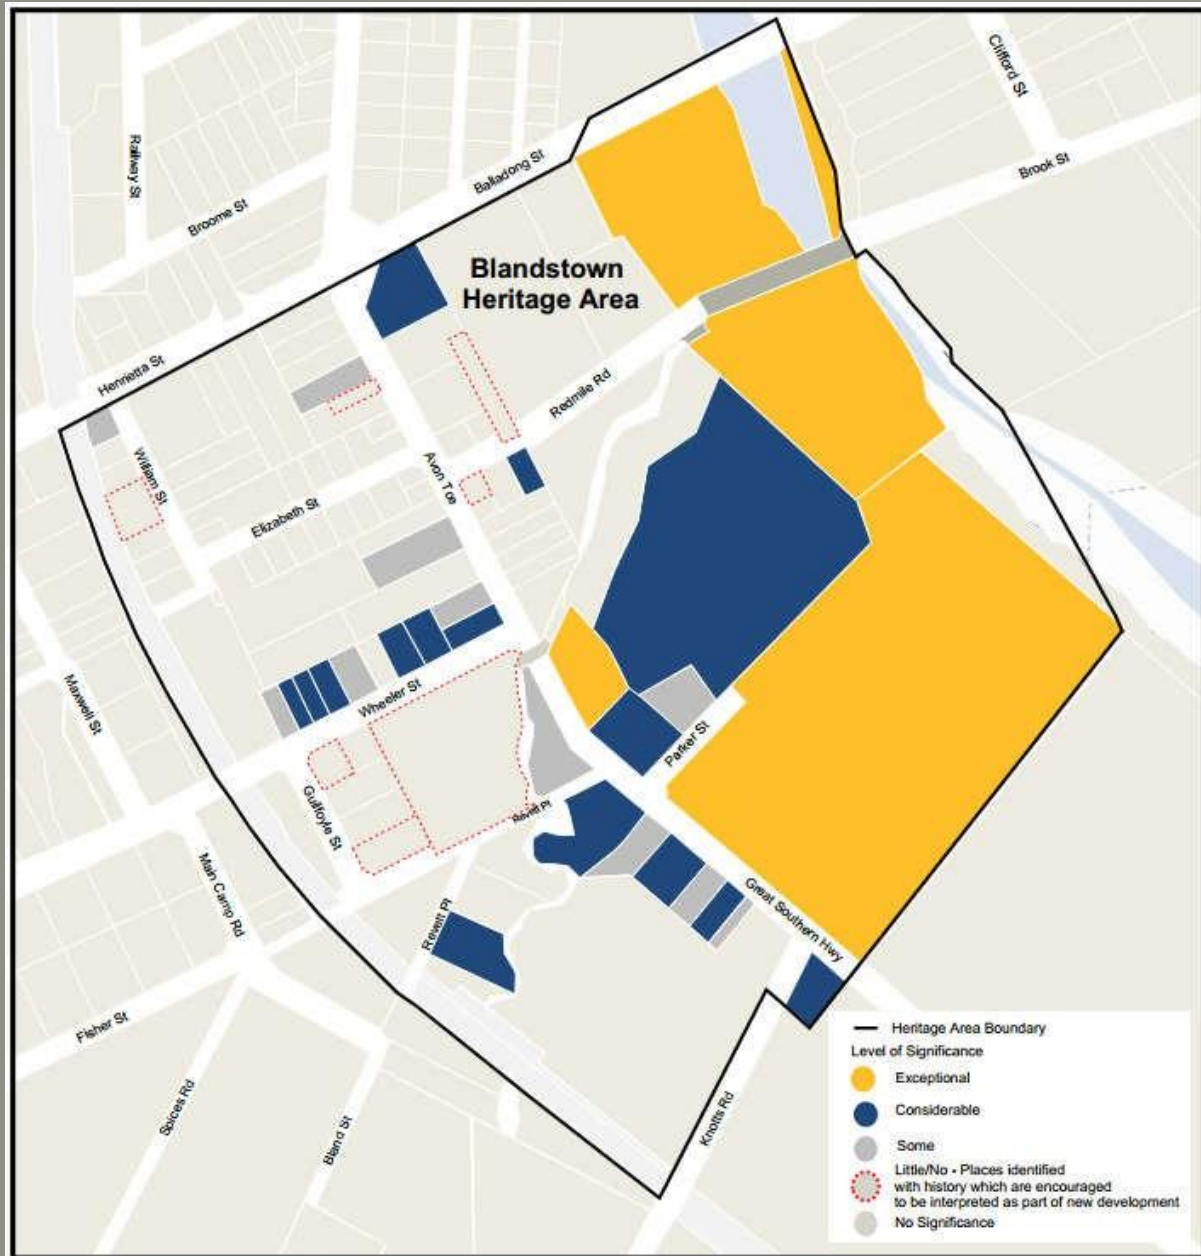 Clifford St
Railway St
Brook St
Balladong St
Broome St
Blandstown
Heritage Area
Henrietta St
Redmile Rd
William St
Avon Tce
Elizabeth St
Maxwell St
Wheeler St
Parker St
Guilfoyle St
Revett Pl
Main Camp Rd
Great Southern Hwy
Revett Pl
Fisher St
Spices Rd
Bland St
Knotts Rd
Heritage Area Boundary
Level of Significance
Exceptional
Considerable
Some
Little/No - Places identified
with history which are encouraged
to be interpreted as part of new development
No Significance